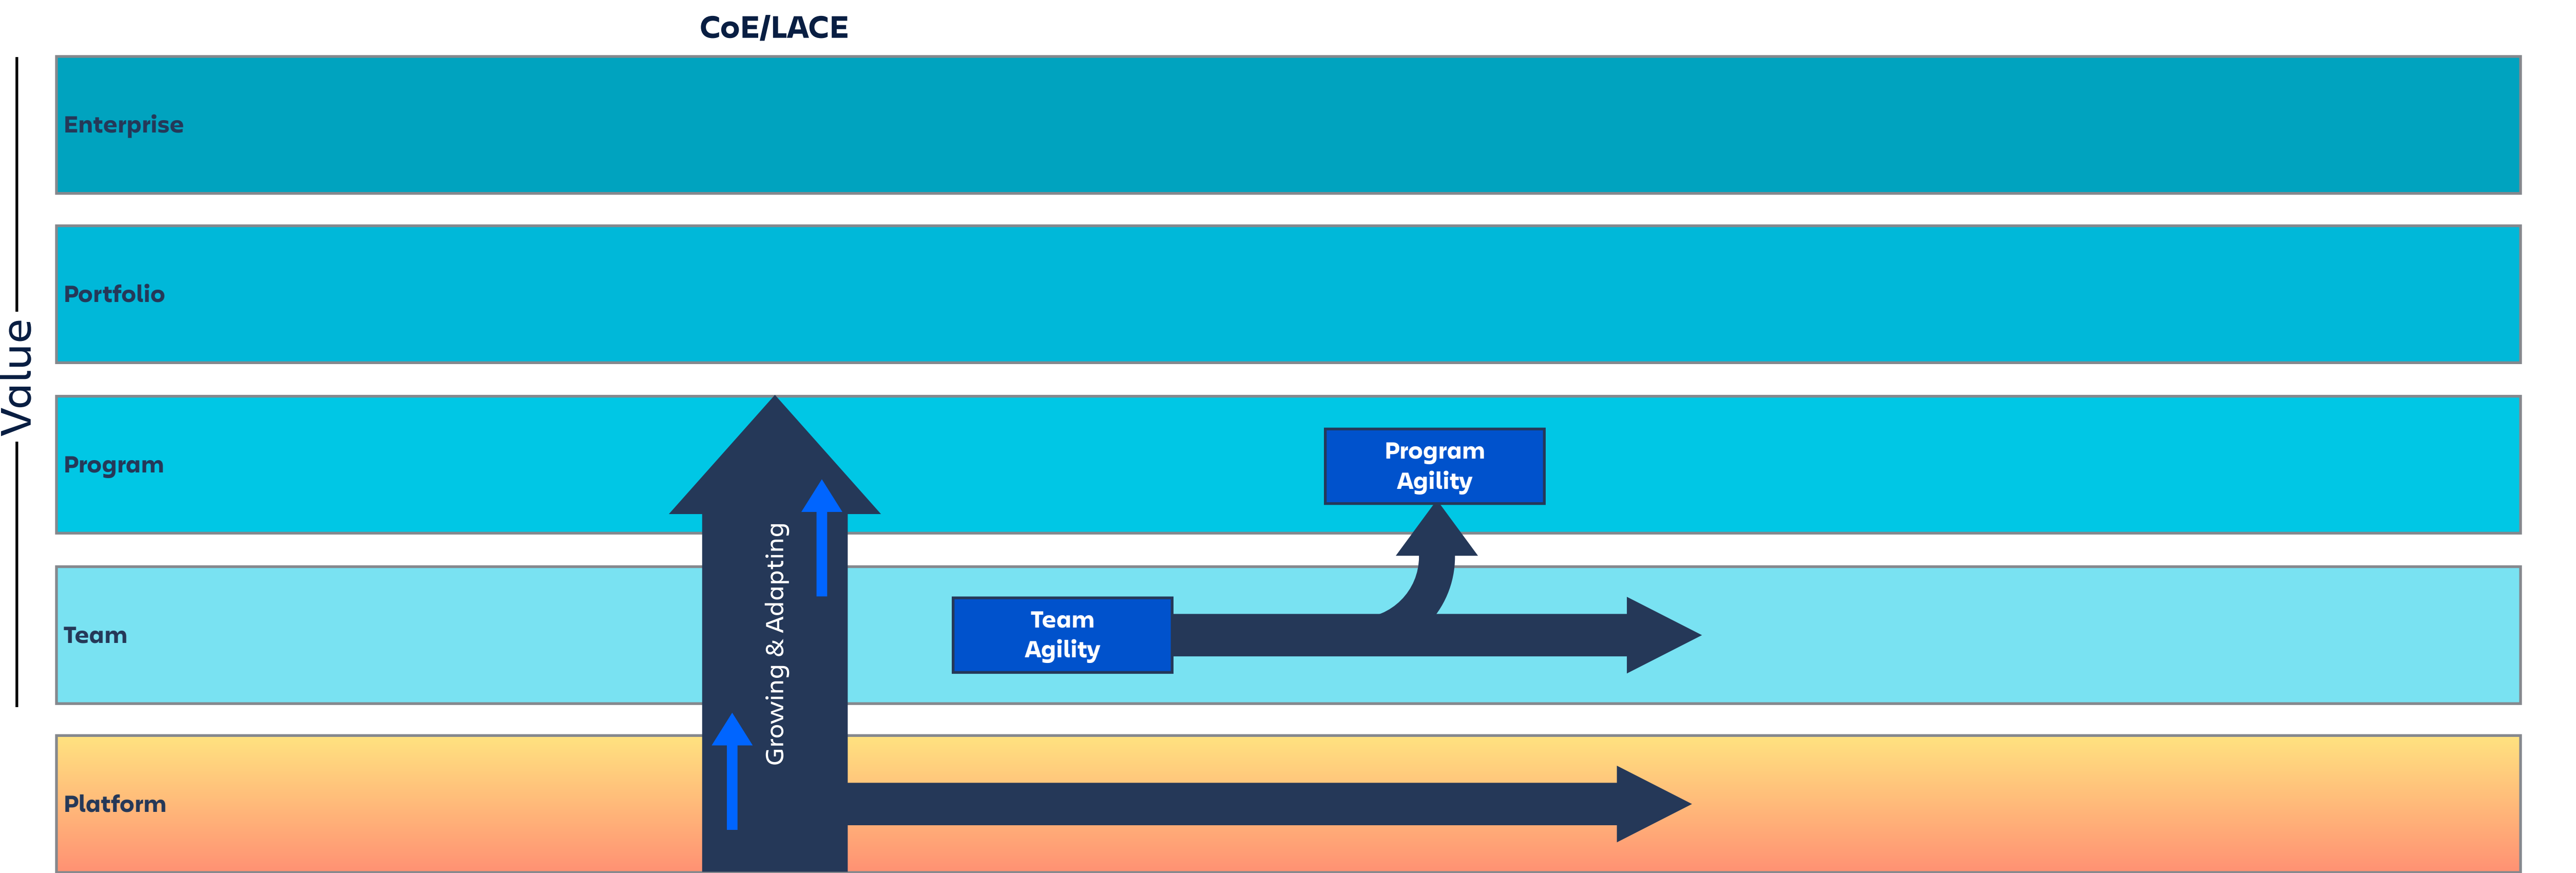 CoE/LACE
Value
Enterprise
Portfolio
Program
Program
Agility
Growing & Adapting
Team
Team
Agility
Platform